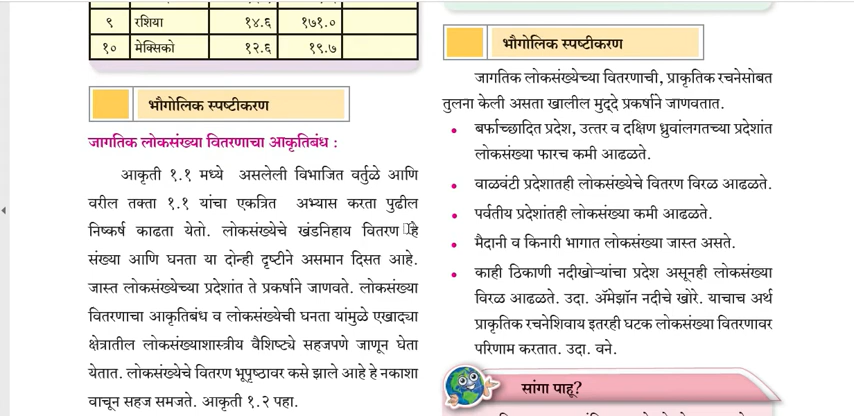 ९ रशिया १४.६ १७१.०
१० मेक्सिको १२.६ १९.७
भौगोलिक स्पष्टीकरण
जागतिक लोकसंख्या वितरणाचा आकृतिबंध :
आकृती १.१ मध्ये असलेली विभाजित वर्तुळे आणि
वरील तक्ता १.१ यांचा एकत्रित अभ्यास करता पुढील
निष्कर्ष काढता येतो. लोकसंख्येचे खंडनिहाय वितरण हे
संख्या आणि घनता या दोन्ही दृष्टीने असमान दिसत आहे.
जास्त लोकसंख्येच्या प्रदेशांत ते प्रकर्षाने जाणवते. लोकसंख्या
वितरणाचा आकृतिबंध व लोकसंख्येची घनता यांमुळे एखाद्या
क्षेत्रातील लोकसंख्याशास्त्रीय वैशिष्ट्ये सहजपणे जाणून घेता
येतात. लोकसंख्येचे वितरण भूपृष्ठावर कसे झाले आहे हे नकाशा
वाचून सहज समजते. आकृती १.२ पहा.
भौगोलिक स्पष्टीकरण
जागतिक लोकसंख्येच्या वितरणाची, प्राकृतिक रचनेसोबत
तुलना केली असता खालील मुद्दे प्रकर्षाने जाणवतात.
• बर्फाच्छादित प्रदेश, उत्तर व दक्षिण ध्रुवांलगतच्या प्रदेशांत
लोकसंख्या फारच कमी आढळते.
• वाळवंटी प्रदेशातही लोकसंख्येचे वितरण विरळ आढळते.
• पर्वतीय प्रदेशांतही लोकसंख्या कमी आढळते.
• मैदानी व किनारी भागात लोकसंख्या जास्त असते.
• काही ठिकाणी नदीखोऱ्यांचा प्रदेश असूनही लोकसंख्या
विरळ आढळते. उदा. ॲमेझॉन नदीचे खोरे. याचाच अर्थ
प्राकृतिक रचनेशिवाय इतरही घटक लोकसंख्या वितरणावर
परिणाम करतात. उदा. वने.
सांगा पाहू?